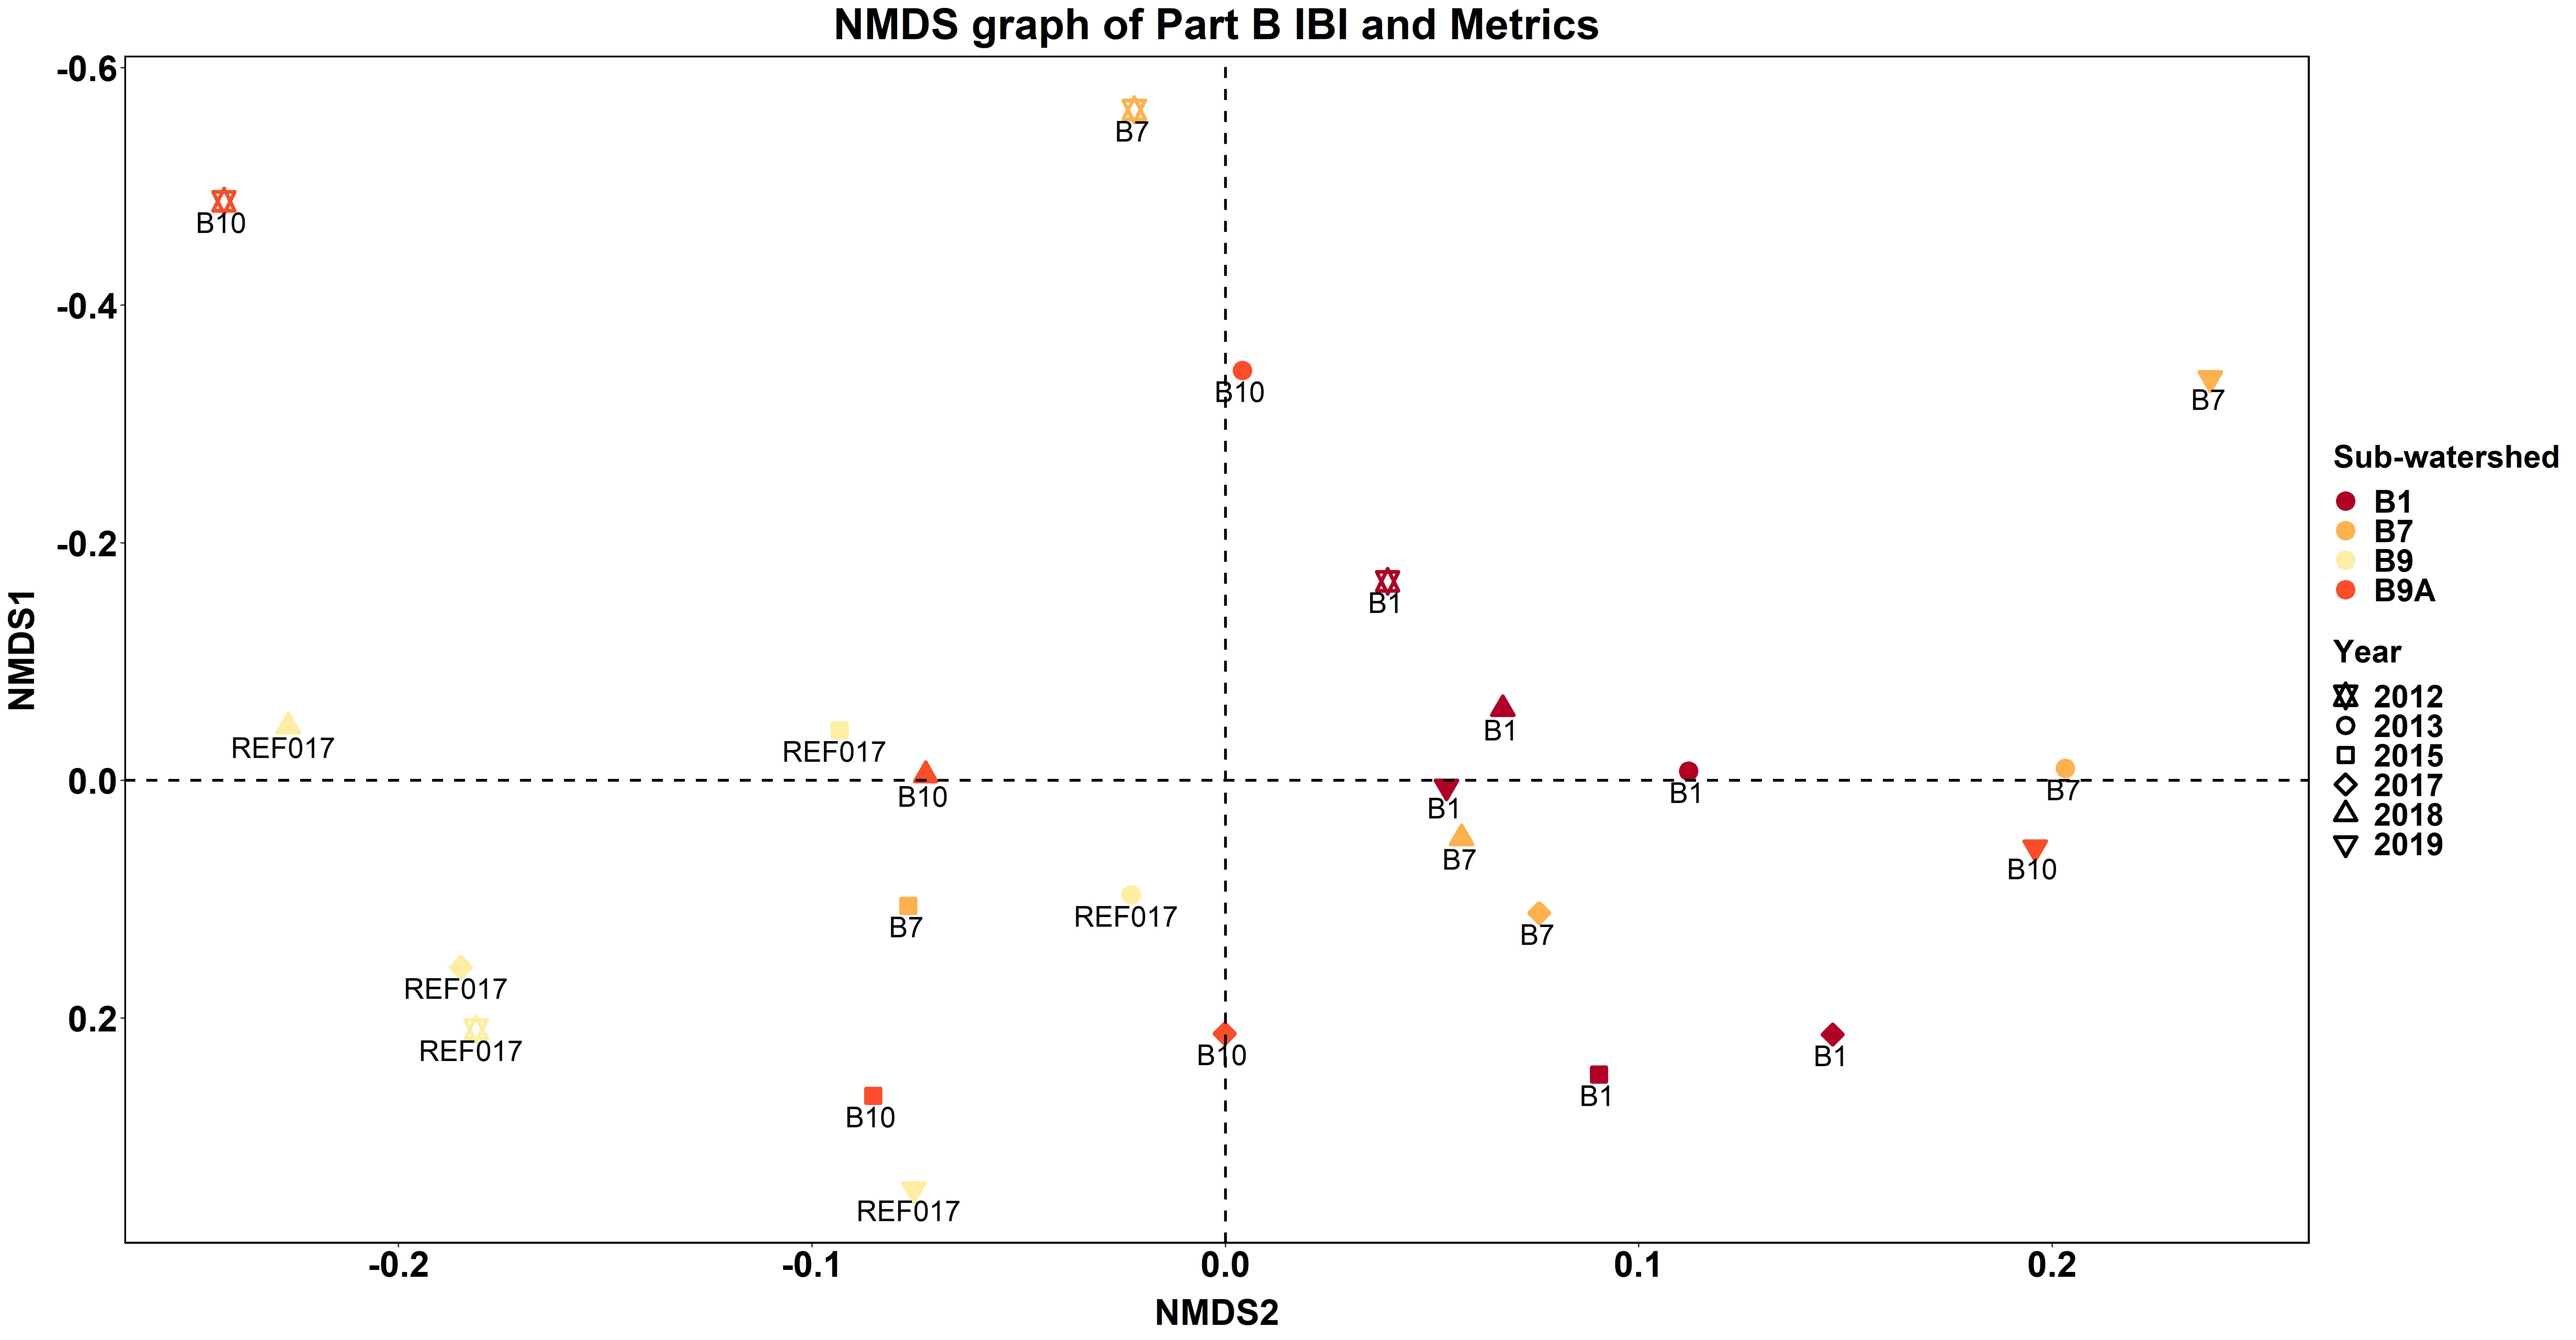 NMDS graph of Part B IBI and Metrics
-0.6
B7
B10
-0.4
B10
B7
Sub-watershed
B1
B7
B9
B9A
-0.2
B1
NMDS1
Year
2012
2013
2015
2017
2018
2019
B1
REF017
REF017
0.0
B10
B1
B1
B7
B7
B10
REF017
B7
B7
REF017
0.2
REF017
B10
B1
B1
B10
REF017
-0.2
-0.1
0.0
0.1
0.2
NMDS2